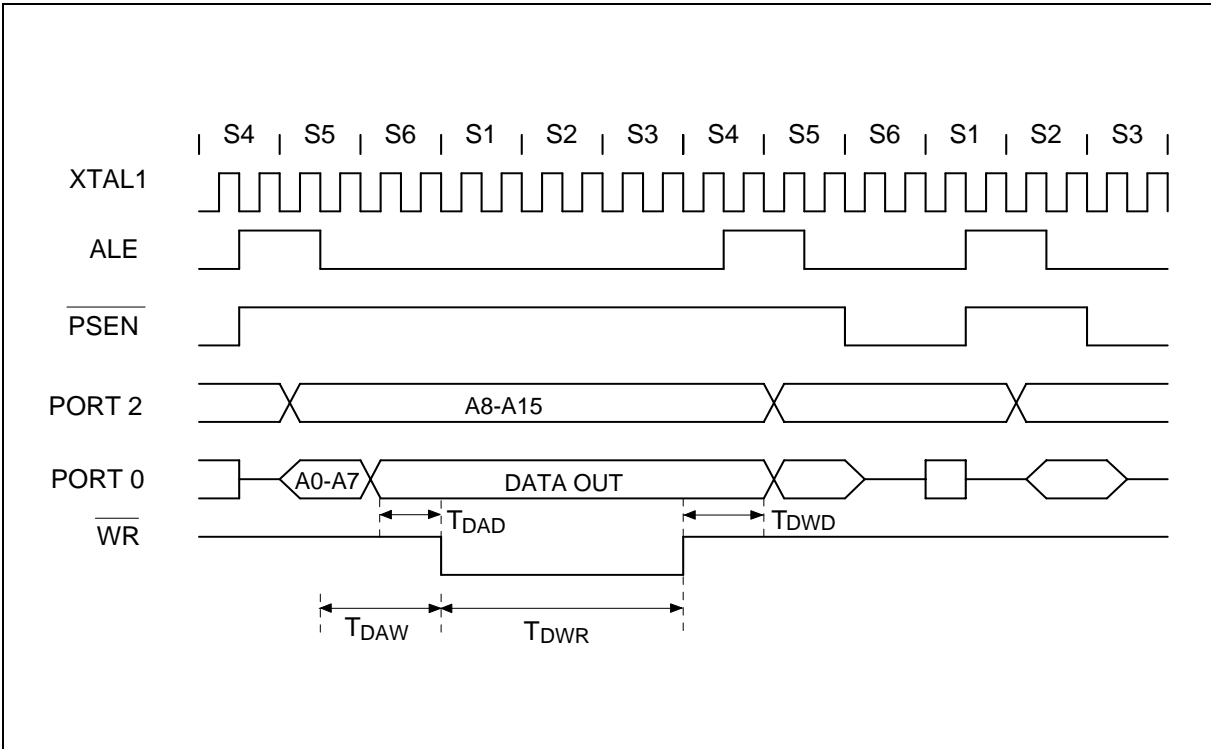 S4 S5 S6 S1 S2 S3 S4 S5 S6 S1 S2 S3
XTAL1
ALE
PSEN
PORT 2 A8-A15
PORT 0 A0-A7 DATA OUT
TDAD TDWD
WR
TDAW TDWR